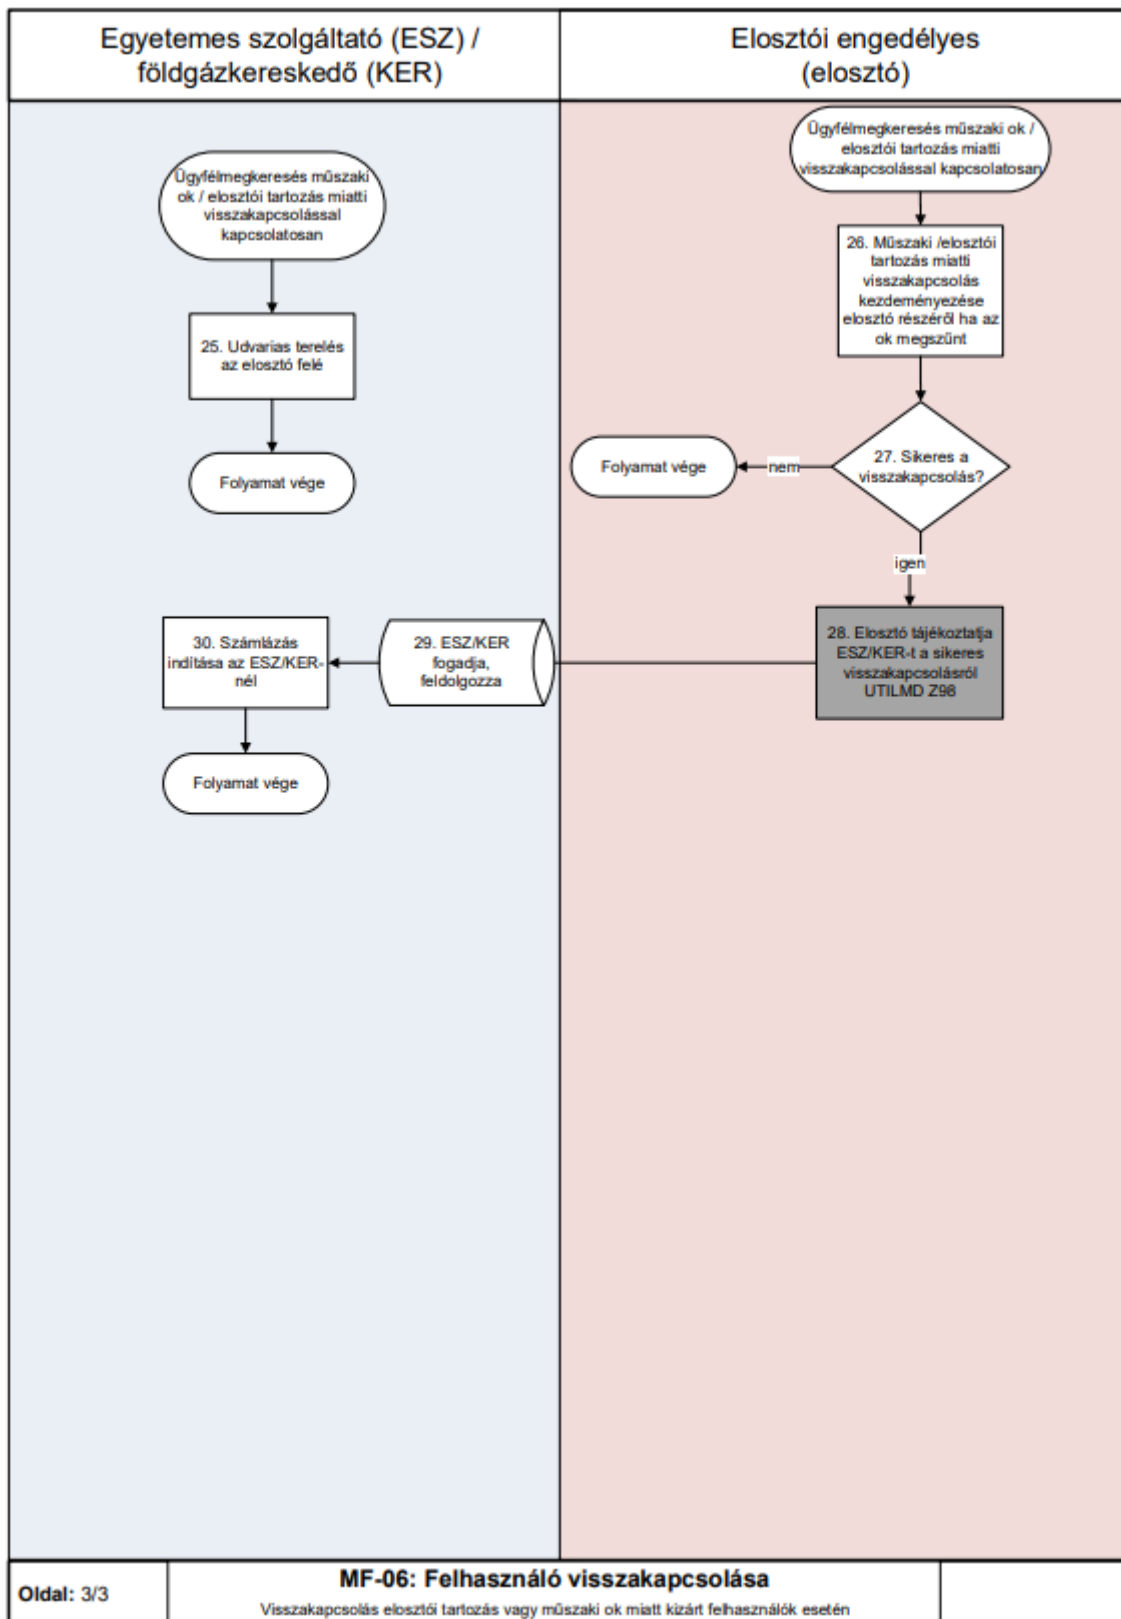 Egyetemes szolgáltató (ESZ) /
földgázkereskedő (KER)
Elosztói engedélyes
(elosztó)
Ügyfélmegkeresés műszaki
ok / elosztói tartozás miatti
visszakapcsolással
kapcsolatosan
25. Udvarias terelés
az elosztó felé
Folyamat vége
Ügyfélmegkeresés műszaki ok /
elosztói tartozás miatti
visszakapcsolással kapcsolatosan
26. Műszaki /elosztói
tartozás miatti
visszakapcsolás
kezdeményezése
elosztó részéről ha az
ok megszűnt
27. Sikeres a
visszakapcsolás?
nem
Folyamat vége
igen
28. Elosztó tájékoztatja
ESZ/KER-t a sikeres
visszakapcsolásról
UTILMD Z98
29. ESZ/KER
fogadja,
feldolgozza
30. Számlázás
indítása az ESZ/KER-
nél
Folyamat vége
Oldal: 3/3
MF-06: Felhasználó visszakapcsolása
Visszakapcsolás elosztói tartozás vagy műszaki ok miatt kizárt felhasználók esetén